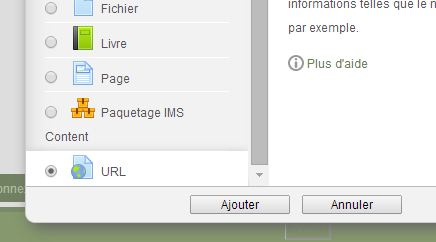 informations telles que le n
Fichier
par exemple.
Livre
Plus d'aide
Page
Paquetage IMS
Content
URL
onne
Ajouter
Annuler